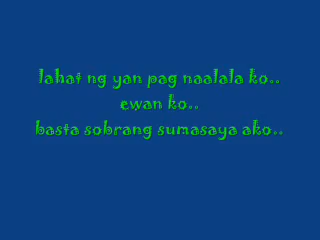 lahat ng yan pag naalala ko..
ewan ko..
basta sobrang sumasaya ako..